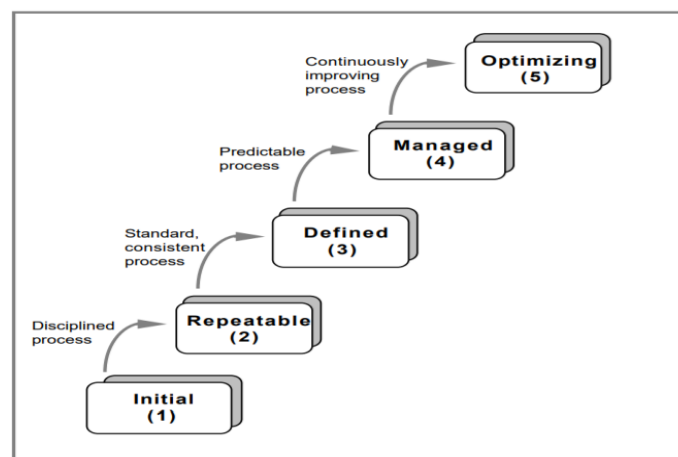 Continuously
improving
process
Optimizing
(5)
Predictable
process
Managed
(4)
Standard,
consistent
process
Defined
(3)
Disciplined
process
Repeatable
(2)
Initial
(1)